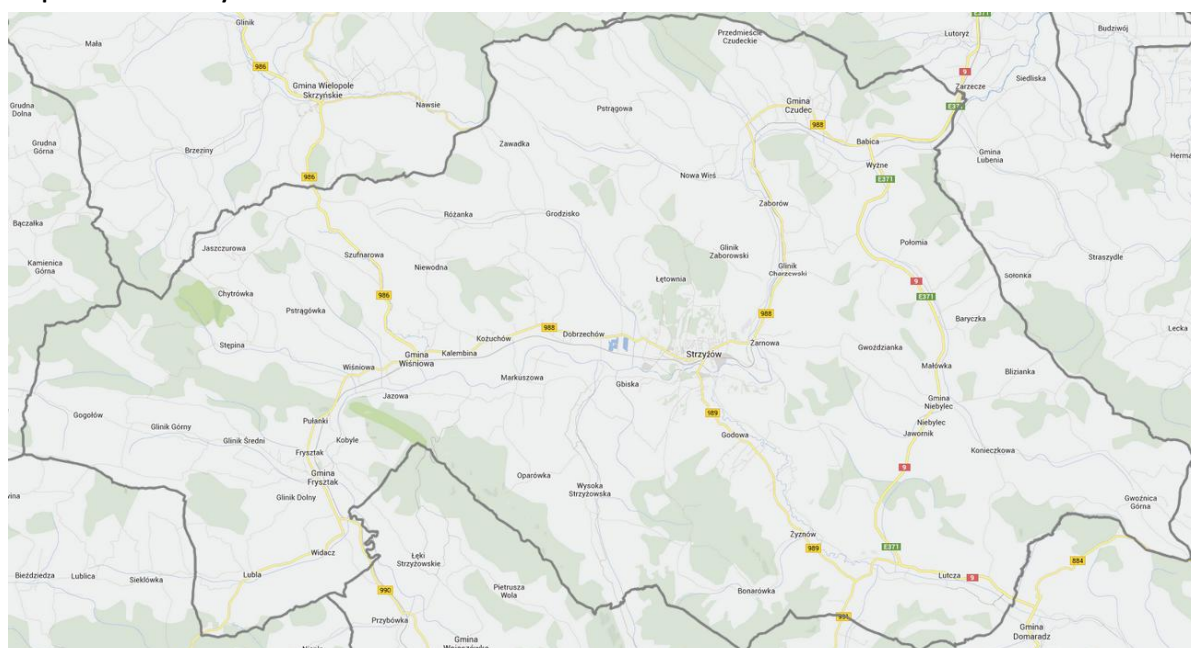 E371
Glinik
Mała
Przedmieście
Czudeckie
Lutoryż
Budziwój
986
9
Siedliska
Zarzecze
Gmina Wielopole
Skrzyńskie
Nawsie
Pstrągowa
Gmina
Czudec
988
Grudna
Dolna
Grudna
Górna
Brzeziny
Zawadka
Babica
Wyżne
Gmina
Lubenia
986
Nowa Wieś
E371
Zaborów
Różanka
Grodzisko
Bączałka
Jaszczurowa
Szufnarowa
Niewodna
Glinik
Zaborowski
Połomia
Kamienica
Górna
Łętownia
Glinik
Charzewski
Sołonka
Straszydle
9
Chytrówka
986
E371
Pstrągówka
988
Baryczka
Lecka
Stępina
Kożuchów
988
Dobrzechów
Żarnowa
Gwoździanka
Gmina
Wiśniowa
Kalembina
Strzyżów
Wiśniowa
Małówka
Blizianka
Markuszowa
Gbiska
Jazowa
Gmina
Niebylec
Gogołów
Glinik Górny
Pułanki
989
Niebylec
Jawornik
Glinik Średni
Kobyle
Godowa
Frysztak
Konieczkowa
Gmina
Frysztak
9
Oparówka
Wysoka
Strzyżowska
Glinik Dolny
Gwoźnica
Górna
Żyznów
989
E371
Widacz
Łęki
Strzyżowskie
884
Bieździedza
Lublica
Sieklówka
Lubla
Pietrusza
Wola
990
Bonarówka
Lutcza
9
Przybówka
Gmina
Domaradz
Gmina